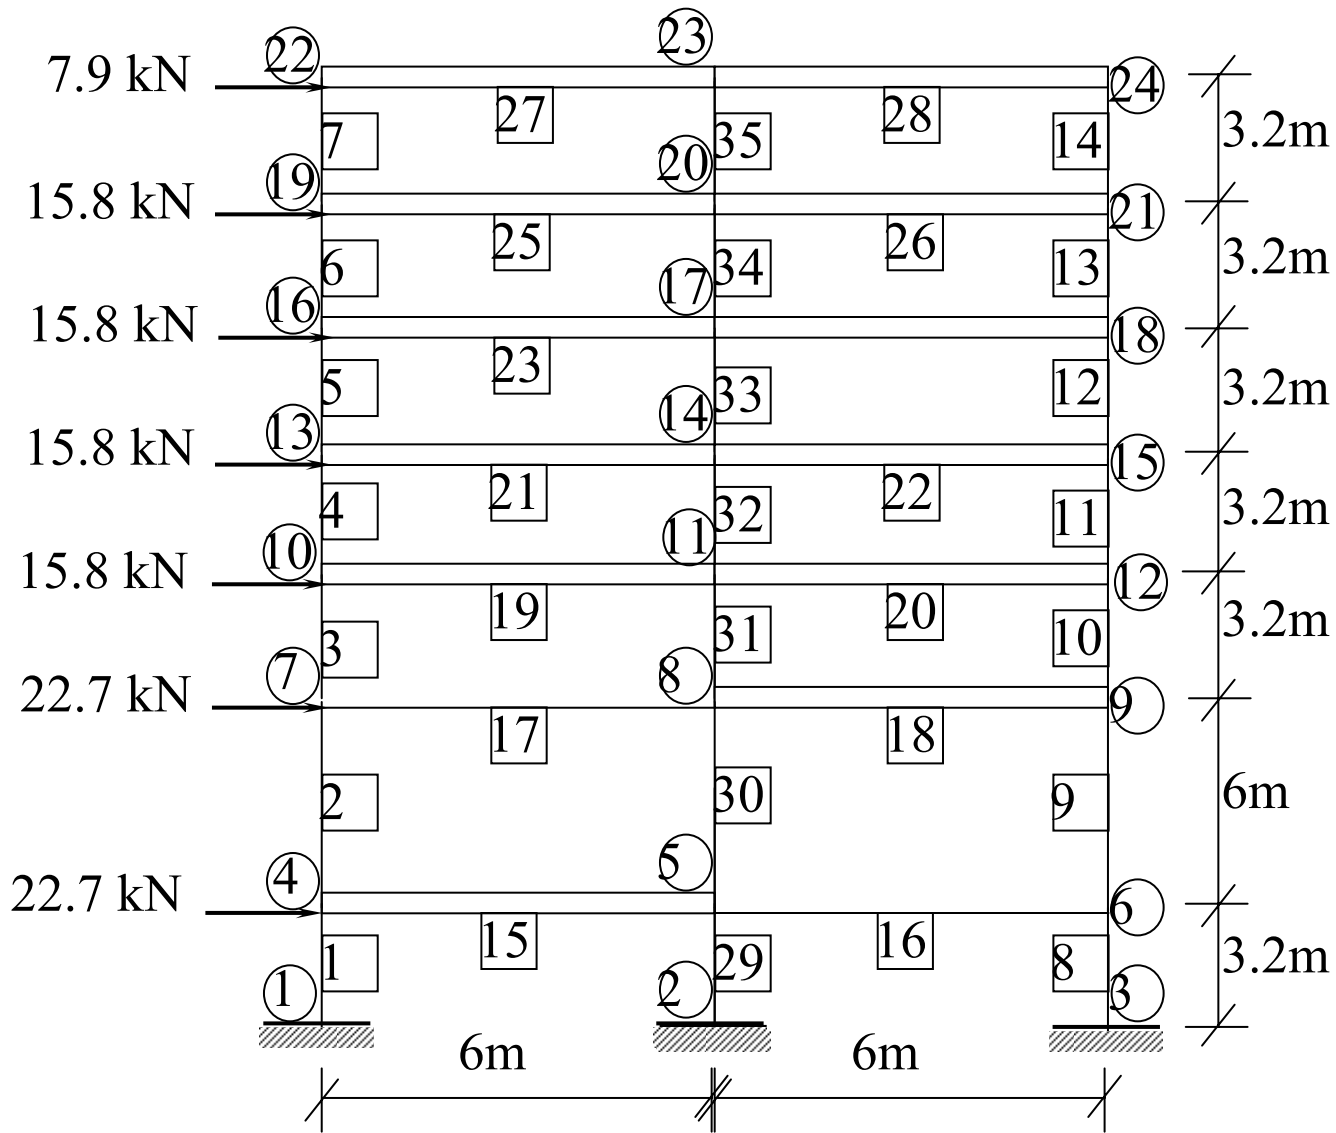 22 23
7.9 kN 24
27 28
7 35 14 3.2m
19 20
15.8 kN 21
25 26
6 34 13 3.2m
16 17
15.8 kN 18
23
5 33 12 3.2m
13 14
15.8 kN 15
21 22
4 32 11 3.2m
10 11
15.8 kN 12
19 20
3 31 10 3.2m
7 8
22.7 kN 9
17 18
2 30 9 6m
4 5
22.7 kN 6
15 16
1 29 8 3.2m
1 2 3
6m 6m